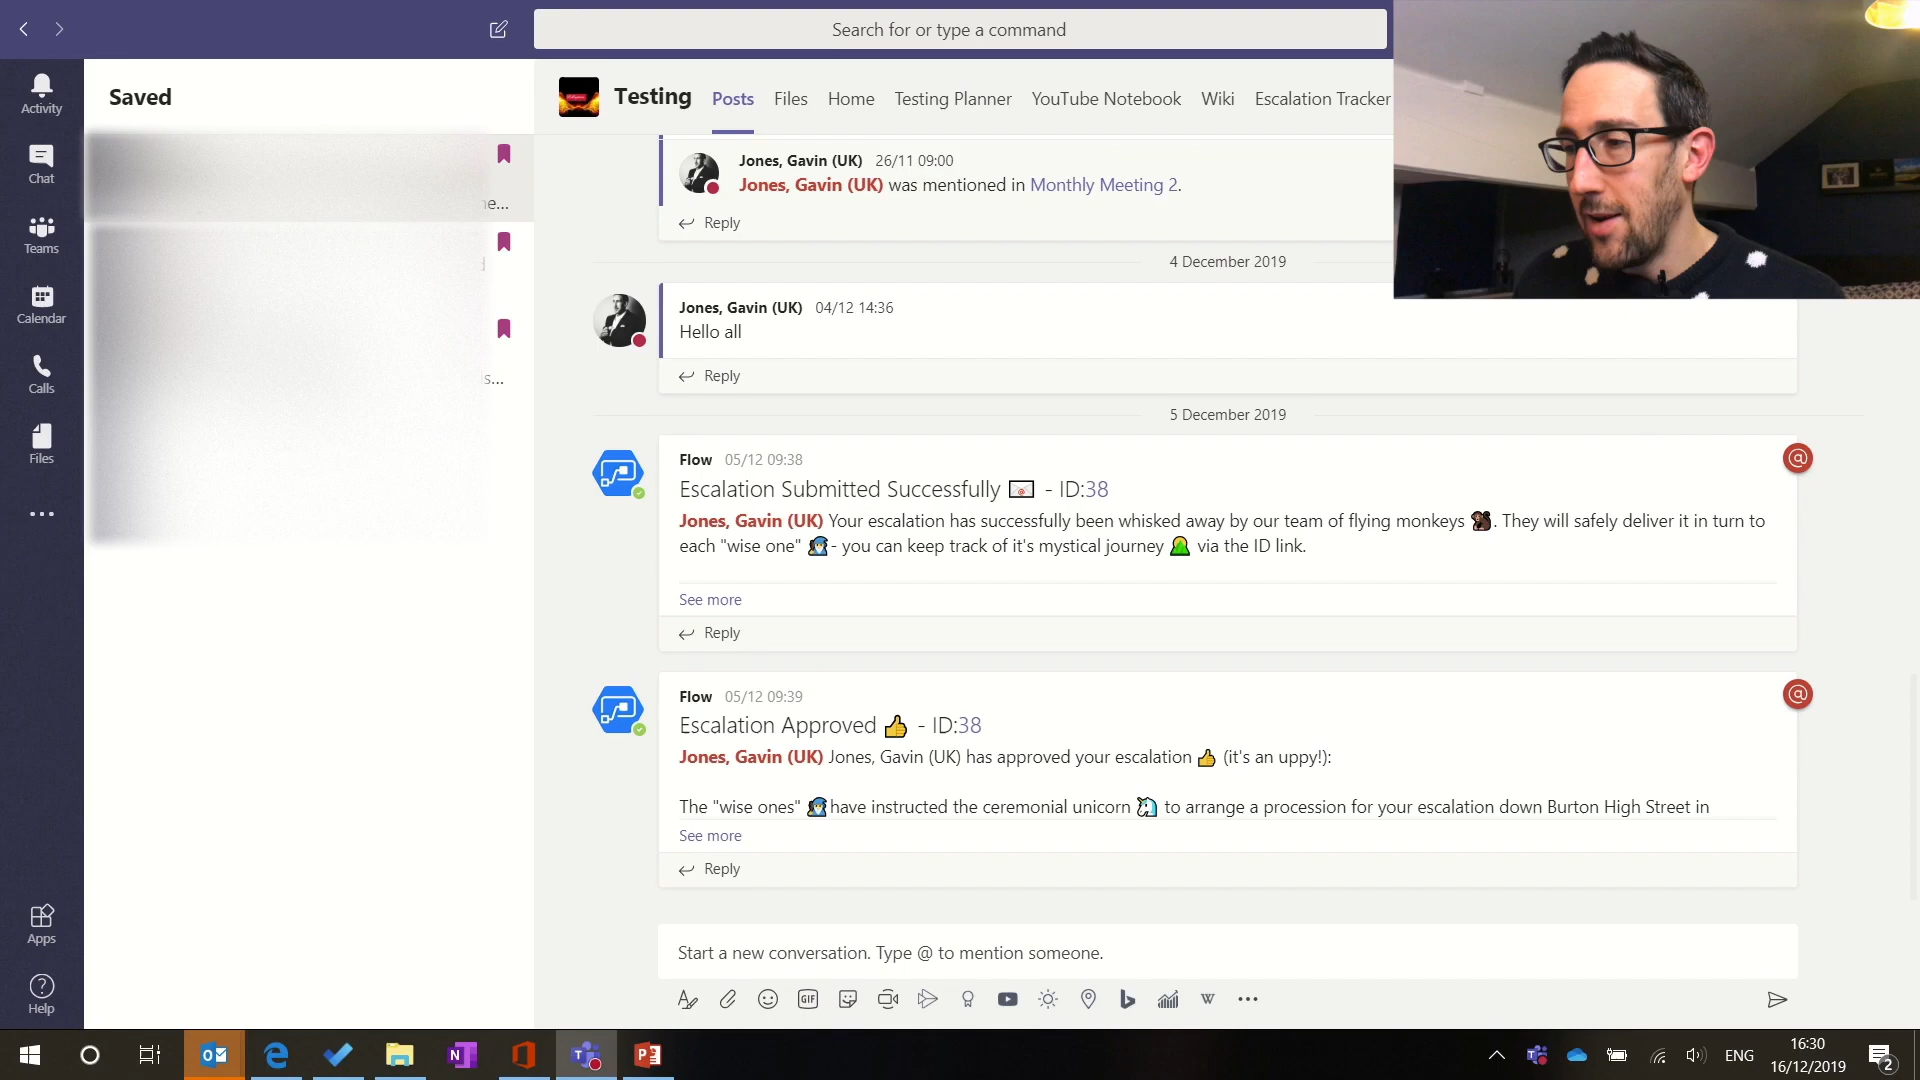 Search for or type a command
Activity
Chat
Teams
Calendar
Calls
Files
Apps
Help
Saved
Testing Posts Files Home Testing Planner YouTube Notebook Wiki Escalation Tracker
Jones, Gavin (UK) 26/11 09:00
Jones, Gavin (UK) was mentioned in Monthly Meeting 2.
Reply
4 December 2019
Jones, Gavin (UK) 04/12 14:36
Hello all
Reply
5 December 2019
Flow 05/12 09:38
Escalation Submitted Successfully - ID:38
Jones, Gavin (UK) Your escalation has successfully been whisked away by our team of flying monkeys . They will safely deliver it in turn to
each "wise one" - you can keep track of it's mystical journey via the ID link.
See more
Reply
Flow 05/12 09:39
Escalation Approved 👍 - ID:38
Jones, Gavin (UK) Jones, Gavin (UK) has approved your escalation 👍 (it's an uppy!):
The "wise ones" have instructed the ceremonial unicorn to arrange a procession for your escalation down Burton High Street in
See more
Reply
Start a new conversation. Type @ to mention someone.
GIF
ENG
16:30
16/12/2019
2